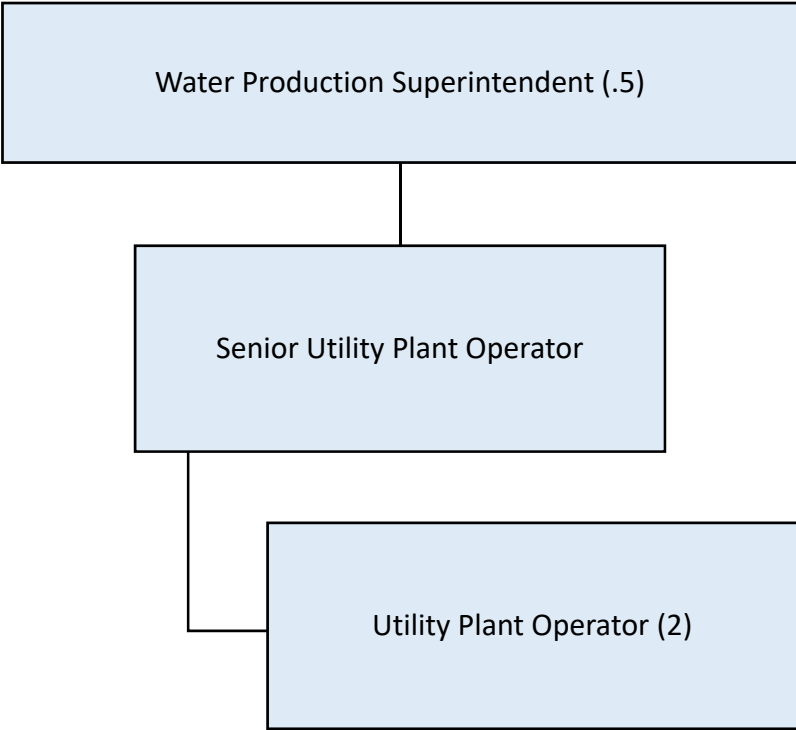 Water Production Superintendent (.5)
Senior Utility Plant Operator
Utility Plant Operator (2)